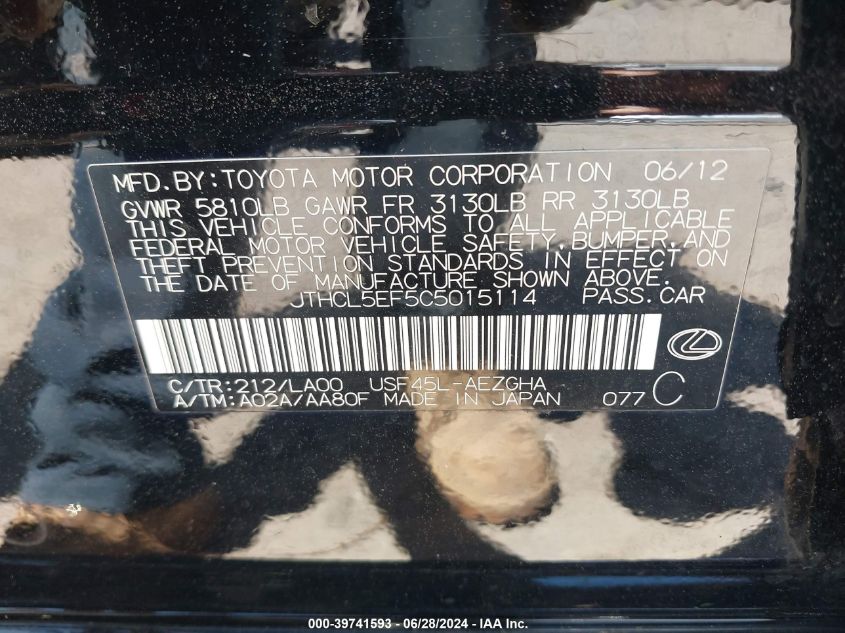 MFD.BY:TOYOTA MOTOR CORPORATION 06/12
GVWR 5810LB GAWR FR 3130LB RR 3130LB
THIS VEHICLE CONFORMS TO ALL APPLICABLE
FEDERAL MOTOR VEHICLE SAFETY,BUMPER,AND
THEFT PREVENTION STANDARDS IN EFFECT ON
THE DATE OF MANUFACTURE SHOWN ABOVE.
JTHCL5EF5C5015114 PASS.CAR
C/TR:212/LA00 USF45L-AEZGHA
A/TM:A02A/AA80F MADE IN JAPAN 077 C
000-39741593 - 06/28/2024 - IAA Inc.